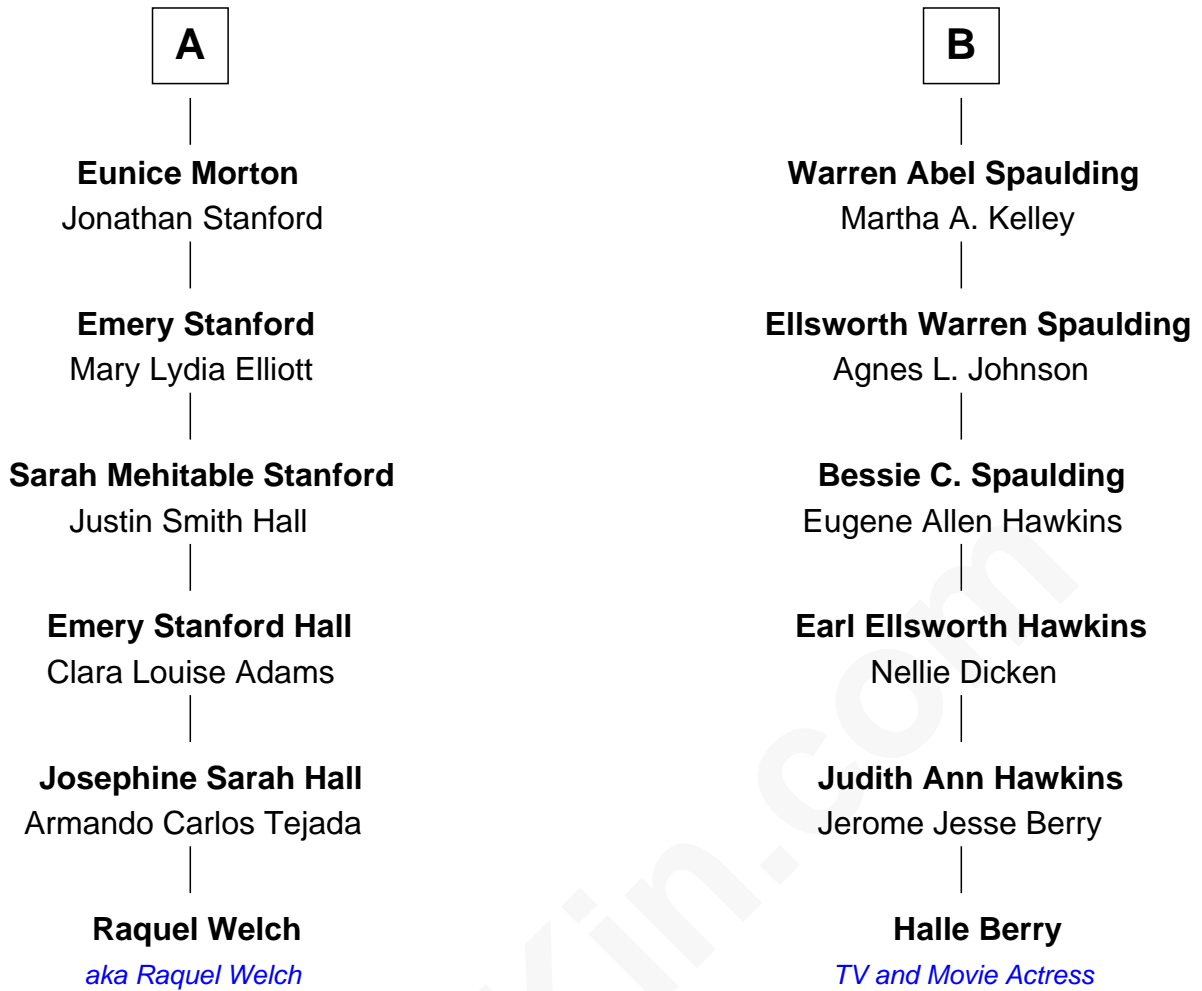 A
Eunice Morton
Jonathan Stanford
Emery Stanford
Mary Lydia Elliott
Sarah Mehitable Stanford
Justin Smith Hall
Emery Stanford Hall
Clara Louise Adams
Josephine Sarah Hall
Armando Carlos Tejada
Raquel Welch
aka Raquel Welch
B
Warren Abel Spaulding
Martha A. Kelley
Ellsworth Warren Spaulding
Agnes L. Johnson
Bessie C. Spaulding
Eugene Allen Hawkins
Earl Ellsworth Hawkins
Nellie Dicken
Judith Ann Hawkins
Jerome Jesse Berry
Halle Berry
TV and Movie Actress